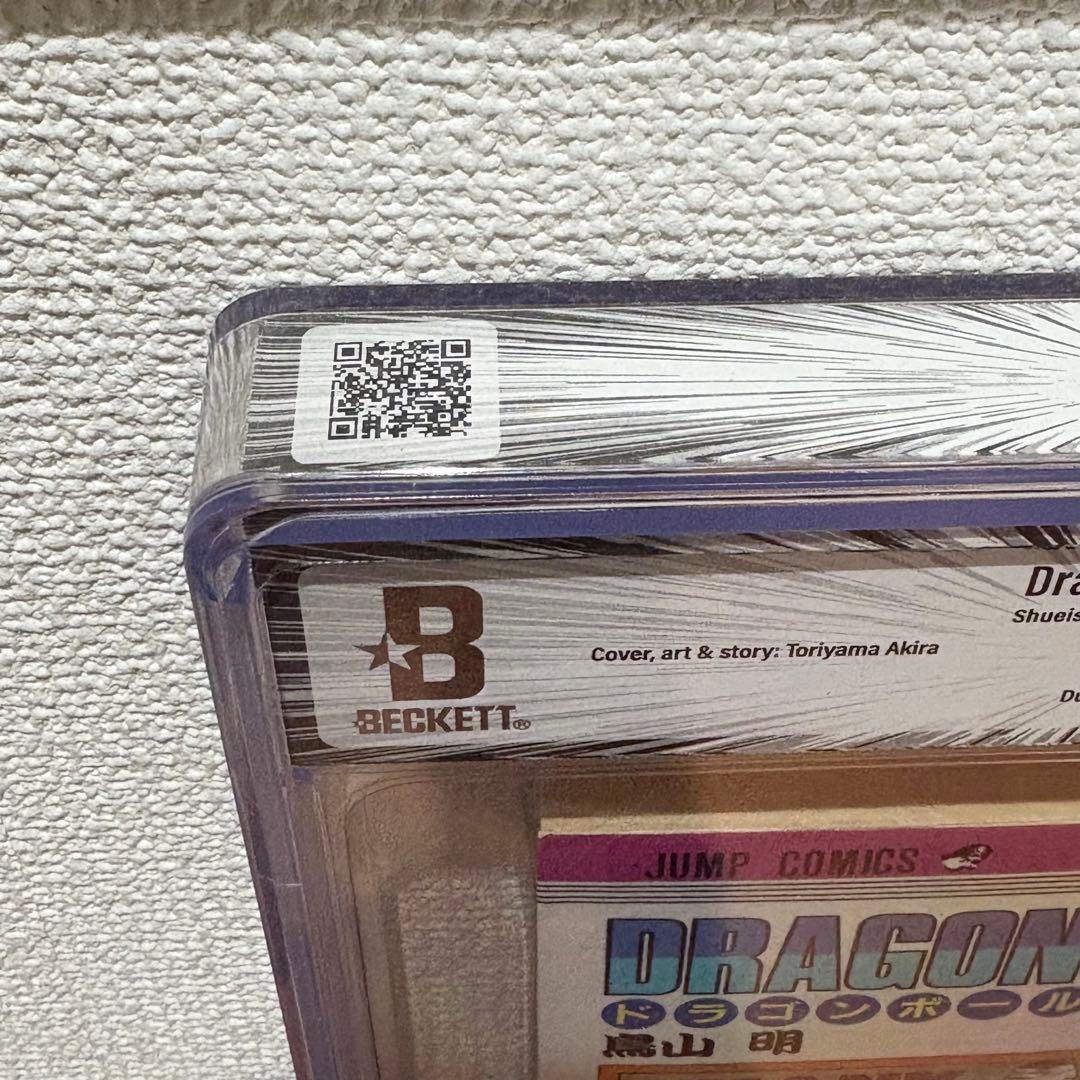 B
BECKETT®
Cover, art & story: Toriyama Akira
Dra
Shueis
Du
JUMP COMICS
DRAGON
ドラゴンボール
鳥山 明